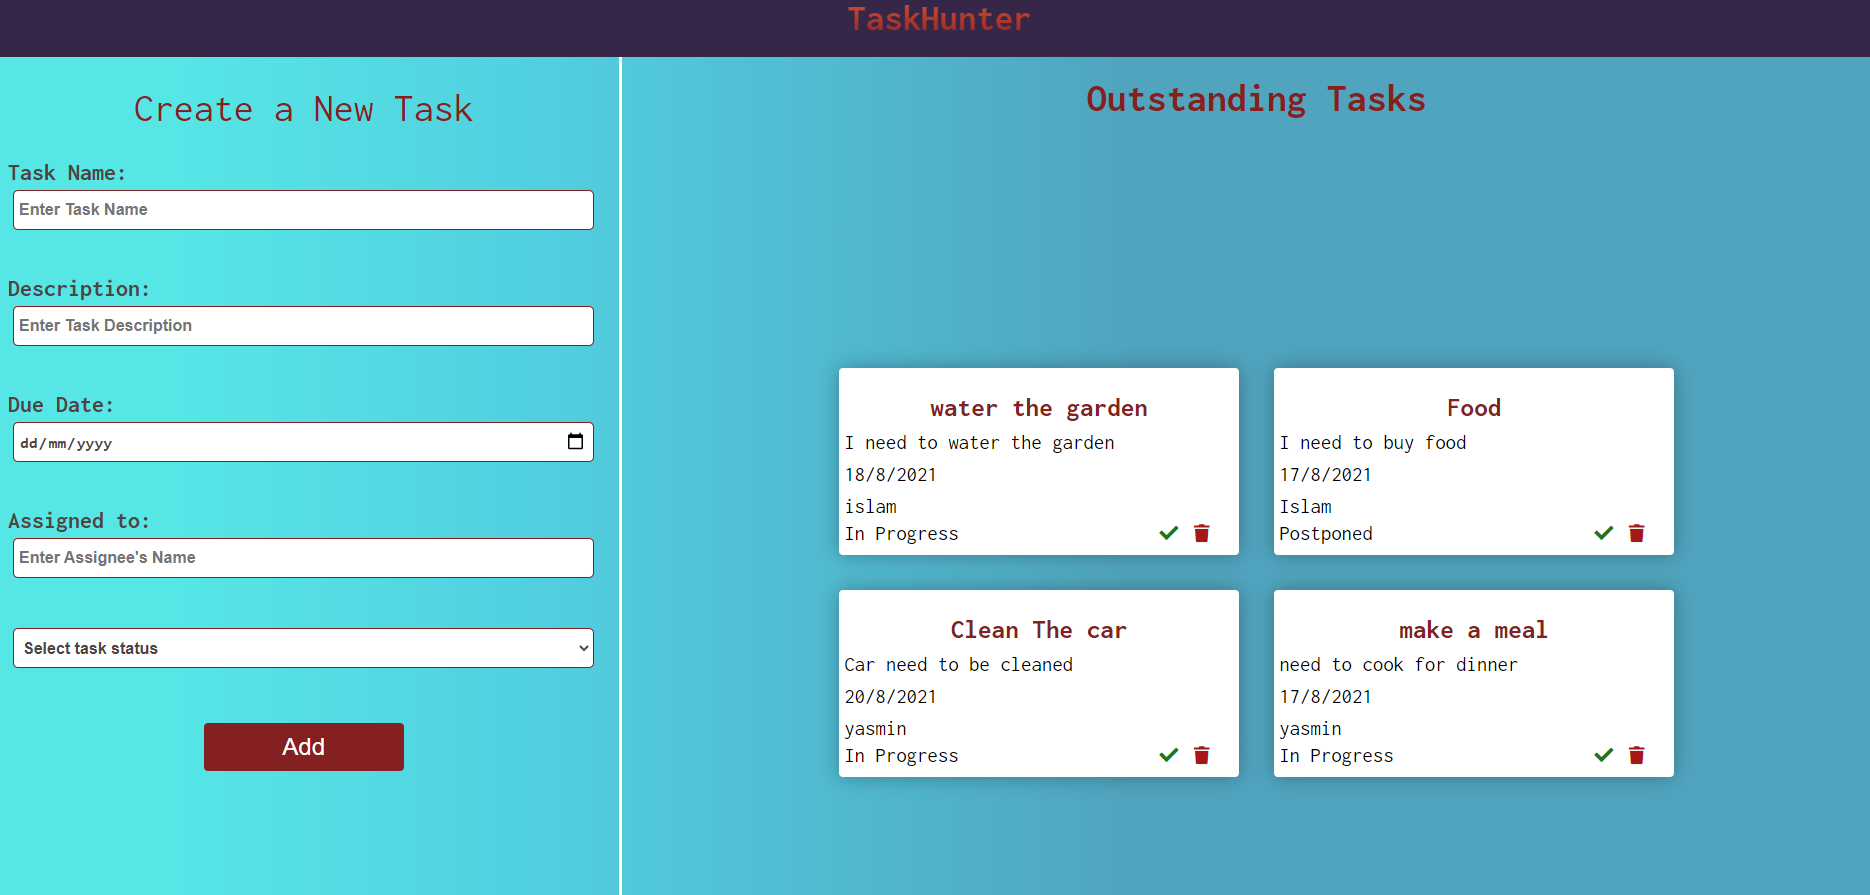 TaskHunter
Create a New Task
Task Name:
Enter Task Name
Description:
Enter Task Description
Due Date:
dd/mm/yyyy
Assigned to:
Enter Assignee's Name
Select task status
Add
Outstanding Tasks
water the garden
I need to water the garden
18/8/2021
islam
In Progress
Food
I need to buy food
17/8/2021
Islam
Postponed
Clean The car
Car need to be cleaned
20/8/2021
yasmin
In Progress
make a meal
need to cook for dinner
17/8/2021
yasmin
In Progress